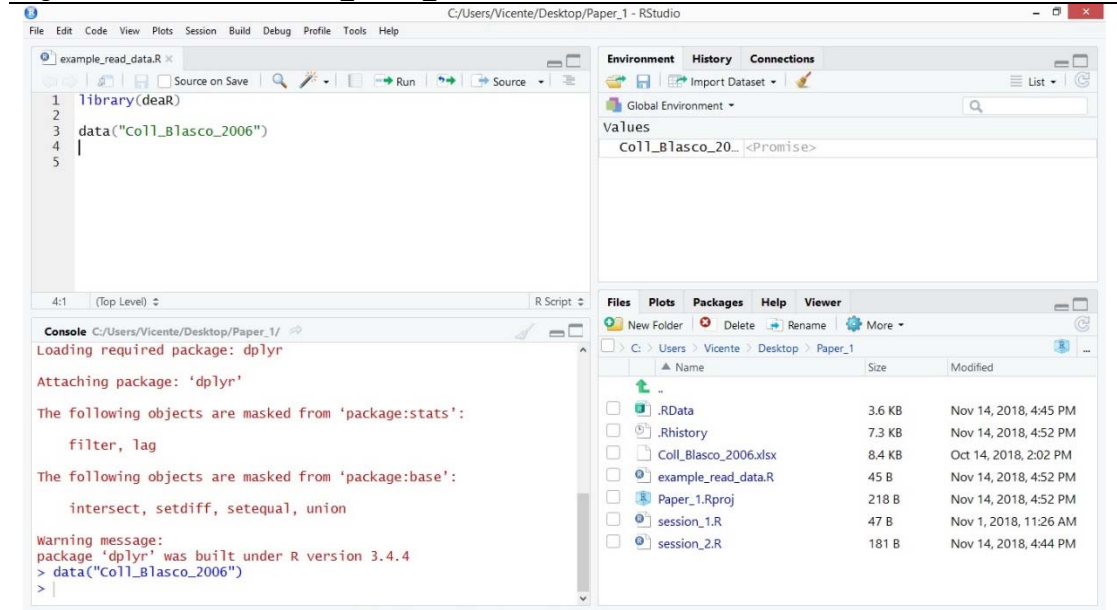 C:/Users/Vicente/Desktop/Paper_1 - RStudio
File Edit Code View Plots Session Build Debug Profile Tools Help
example_read_data.R
Source on Save Run Source
1 library(deaR)
2
3 data("Coll_Blasco_2006")
4
5
4:1 (Top Level) R Script
Console C:/Users/Vicente/Desktop/Paper_1/
Loading required package: dplyr
Attaching package: ‘dplyr’
The following objects are masked from ‘package:stats’:
filter, lag
The following objects are masked from ‘package:base’:
intersect, setdiff, setequal, union
Warning message:
package ‘dplyr’ was built under R version 3.4.4
> data("Coll_Blasco_2006")
>
Environment History Connections
Import Dataset List
Global Environment
Values
Coll_Blasco_20… <Promise>
Files Plots Packages Help Viewer
New Folder Delete Rename More
C: > Users > Vicente > Desktop > Paper_1 ...
Name Size Modified
..
.RData 3.6 KB Nov 14, 2018, 4:45 PM
.Rhistory 7.3 KB Nov 14, 2018, 4:52 PM
Coll_Blasco_2006.xlsx 8.4 KB Oct 14, 2018, 2:02 PM
example_read_data.R 45 B Nov 14, 2018, 4:52 PM
Paper_1.Rproj 218 B Nov 14, 2018, 4:52 PM
session_1.R 47 B Nov 1, 2018, 11:26 AM
session_2.R 181 B Nov 14, 2018, 4:44 PM